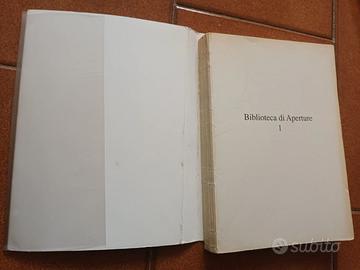 Biblioteca di Aperture
1
subito